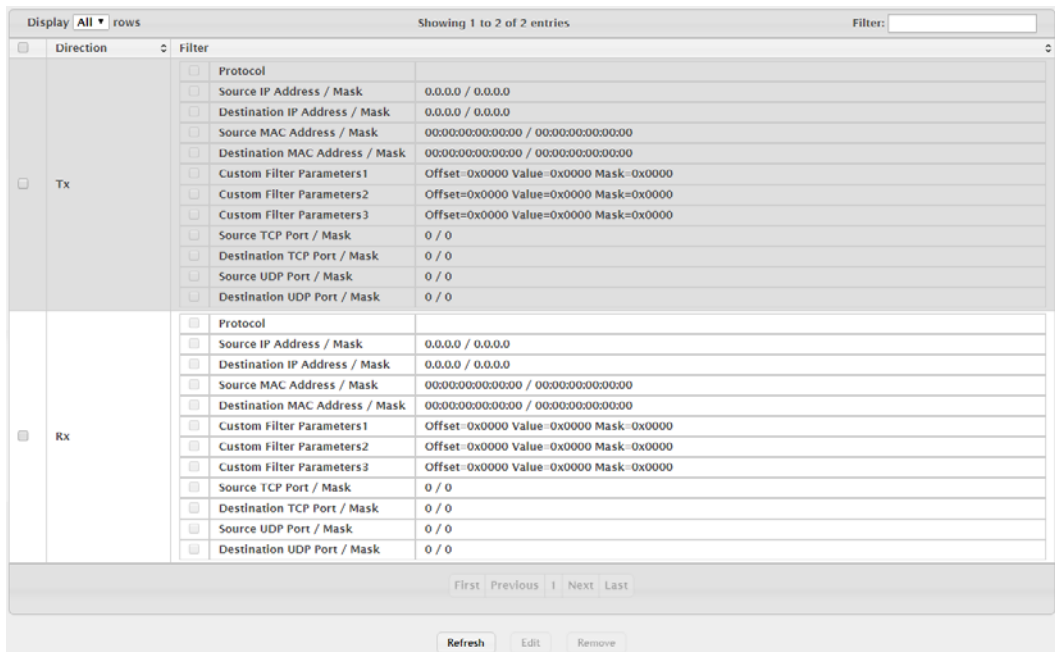 Display All ▼ rows Showing 1 to 2 of 2 entries Filter:
Direction Filter
Tx
Protocol
Source IP Address / Mask 0.0.0.0 / 0.0.0.0
Destination IP Address / Mask 0.0.0.0 / 0.0.0.0
Source MAC Address / Mask 00:00:00:00:00:00 / 00:00:00:00:00:00
Destination MAC Address / Mask 00:00:00:00:00:00 / 00:00:00:00:00:00
Custom Filter Parameters1 Offset=0x0000 Value=0x0000 Mask=0x0000
Custom Filter Parameters2 Offset=0x0000 Value=0x0000 Mask=0x0000
Custom Filter Parameters3 Offset=0x0000 Value=0x0000 Mask=0x0000
Source TCP Port / Mask 0 / 0
Destination TCP Port / Mask 0 / 0
Source UDP Port / Mask 0 / 0
Destination UDP Port / Mask 0 / 0
Rx
Protocol
Source IP Address / Mask 0.0.0.0 / 0.0.0.0
Destination IP Address / Mask 0.0.0.0 / 0.0.0.0
Source MAC Address / Mask 00:00:00:00:00:00 / 00:00:00:00:00:00
Destination MAC Address / Mask 00:00:00:00:00:00 / 00:00:00:00:00:00
Custom Filter Parameters1 Offset=0x0000 Value=0x0000 Mask=0x0000
Custom Filter Parameters2 Offset=0x0000 Value=0x0000 Mask=0x0000
Custom Filter Parameters3 Offset=0x0000 Value=0x0000 Mask=0x0000
Source TCP Port / Mask 0 / 0
Destination TCP Port / Mask 0 / 0
Source UDP Port / Mask 0 / 0
Destination UDP Port / Mask 0 / 0
First Previous 1 Next Last
Refresh Edit Remove